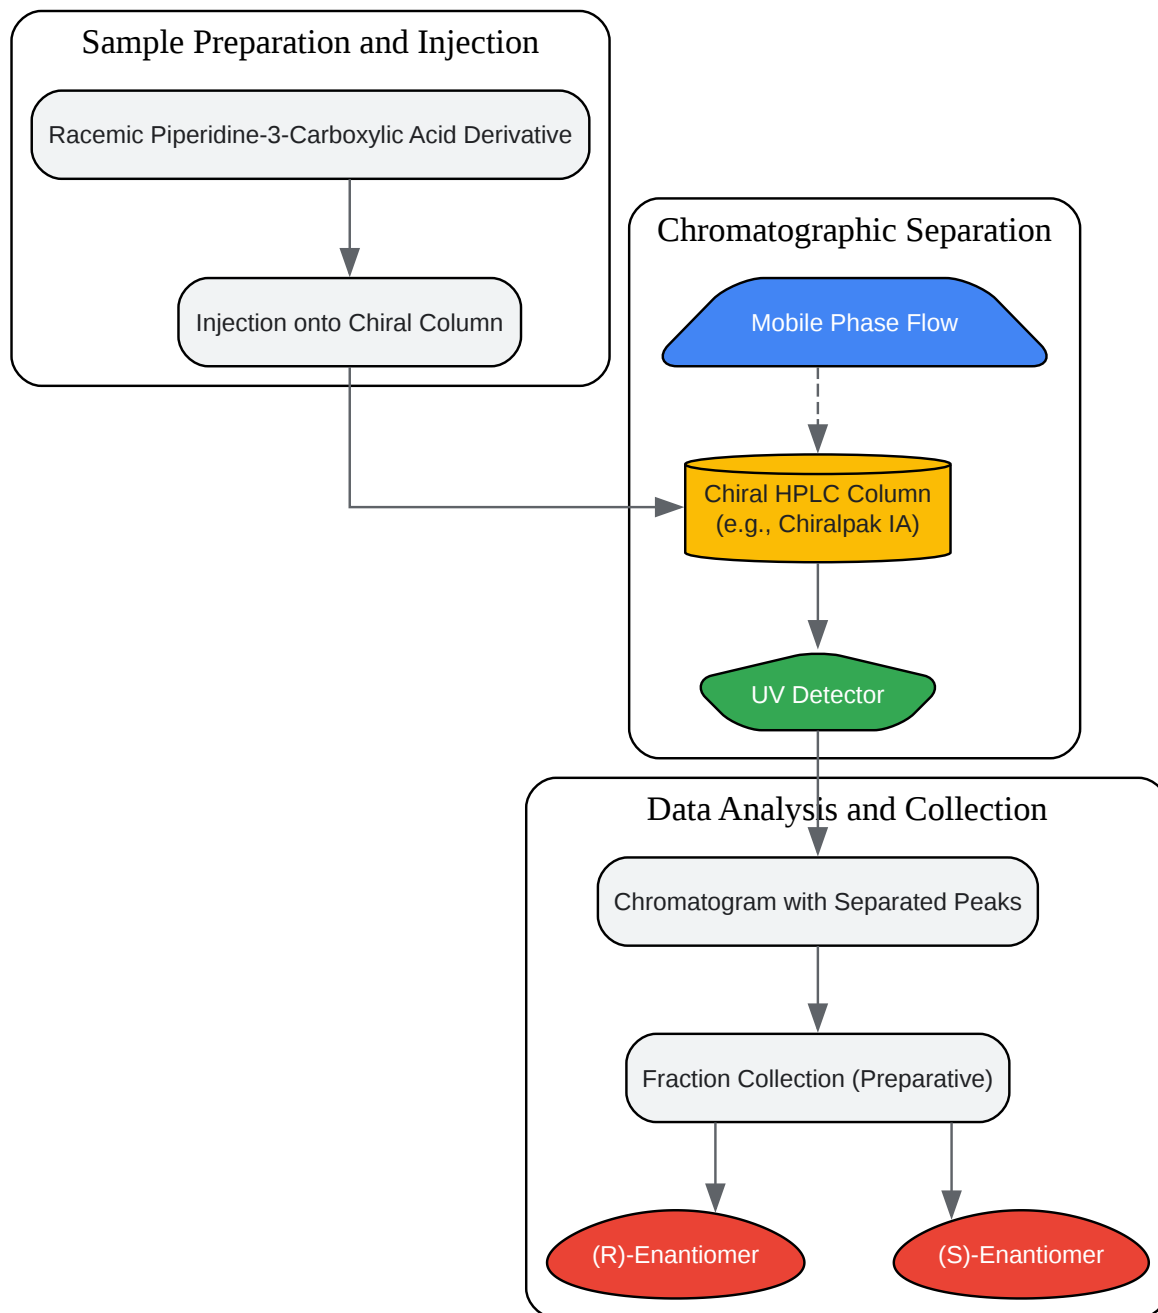 Sample Preparation and Injection
Racemic Piperidine-3-Carboxylic Acid Derivative
Injection onto Chiral Column
Chromatographic Separation
Mobile Phase Flow
Chiral HPLC Column
(e.g., Chiralpak IA)
UV Detector
Data Analysis and Collection
Chromatogram with Separated Peaks
Fraction Collection (Preparative)
(R)-Enantiomer
(S)-Enantiomer